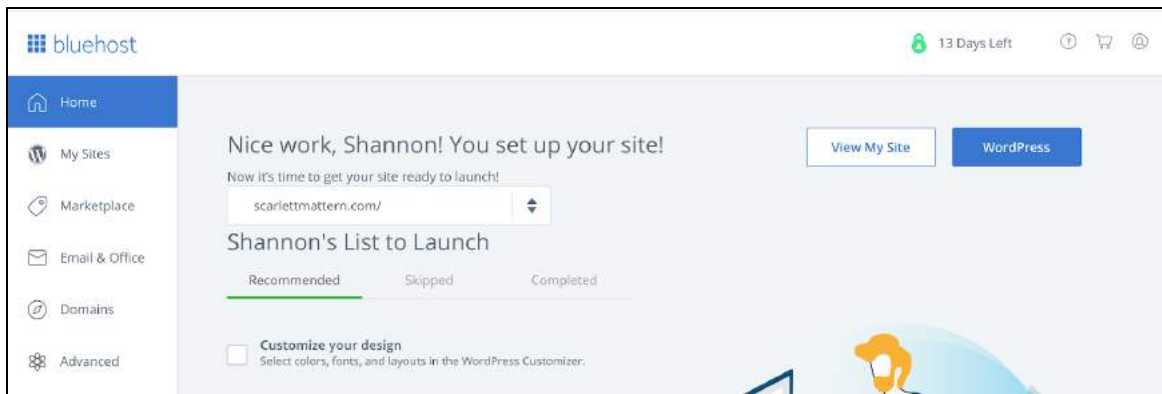 bluehost
13 Days Left
Home
My Sites
Marketplace
Email & Office
Domains
Advanced
Nice work, Shannon! You set up your site!
View My Site
WordPress
Now it's time to get your site ready to launch!
scarlettmattern.com/
Shannon's List to Launch
Recommended Skipped Completed
Customize your design
Select colors, fonts, and layouts in the WordPress Customizer.